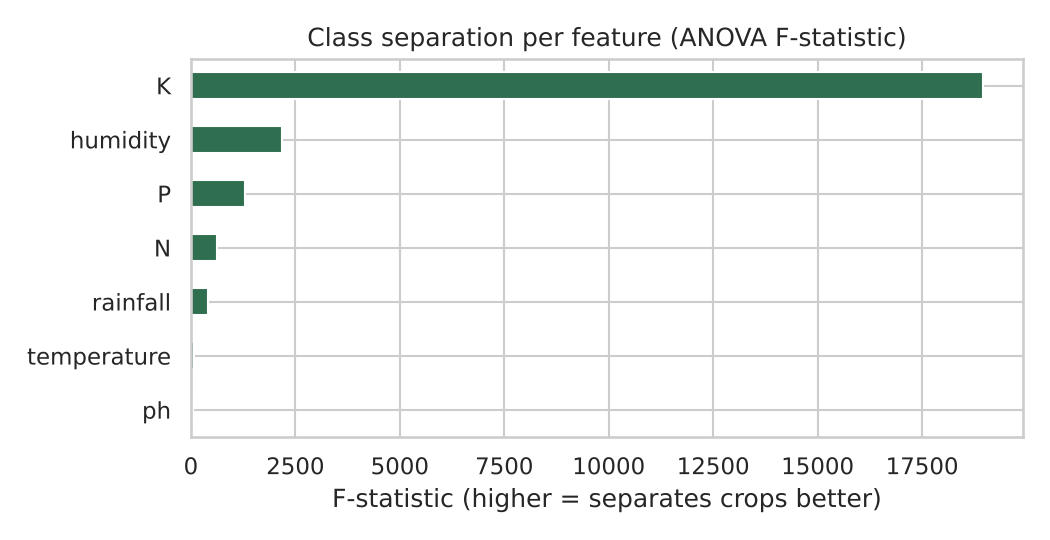 Class separation per feature (ANOVA F-statistic)
K
humidity
P
N
rainfall
temperature
ph
0 2500 5000 7500 10000 12500 15000 17500
F-statistic (higher = separates crops better)